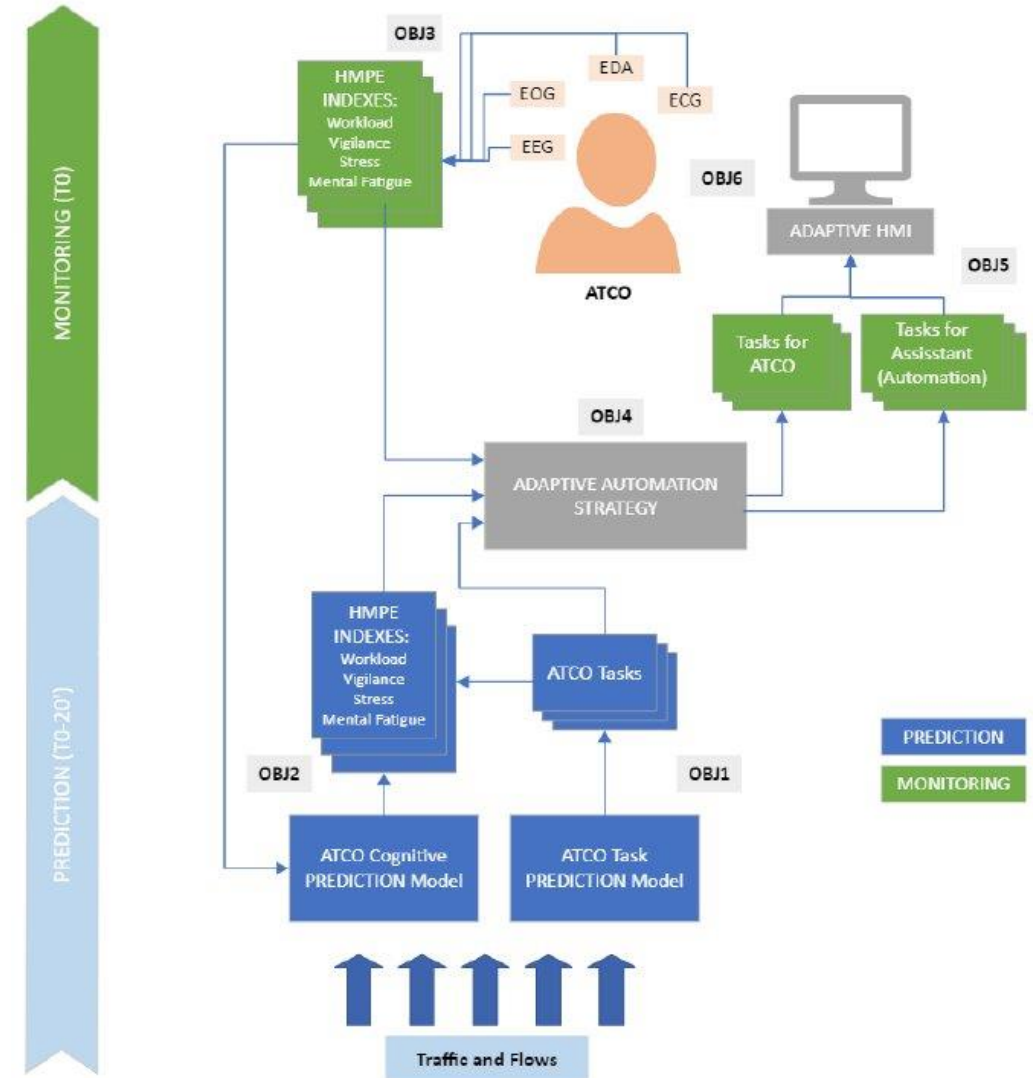 OBJ3
HMPE
INDEXES:
Workload
Vigilance
Stress
Mental Fatigue
EDA
EOG
ECG
EEG
ATCO
OBJ6
ADAPTIVE HMI
OBJ5
Tasks for
ATCO
Tasks for
Assisstant
(Automation)
MONITORING (T0)
OBJ4
ADAPTIVE AUTOMATION
STRATEGY
HMPE
INDEXES:
Workload
Vigilance
Stress
Mental Fatigue
ATCO Tasks
OBJ2
OBJ1
PREDICTION
MONITORING
PREDICTION (T0-20')
ATCO Cognitive
PREDICTION Model
ATCO Task
PREDICTION Model
Traffic and Flows